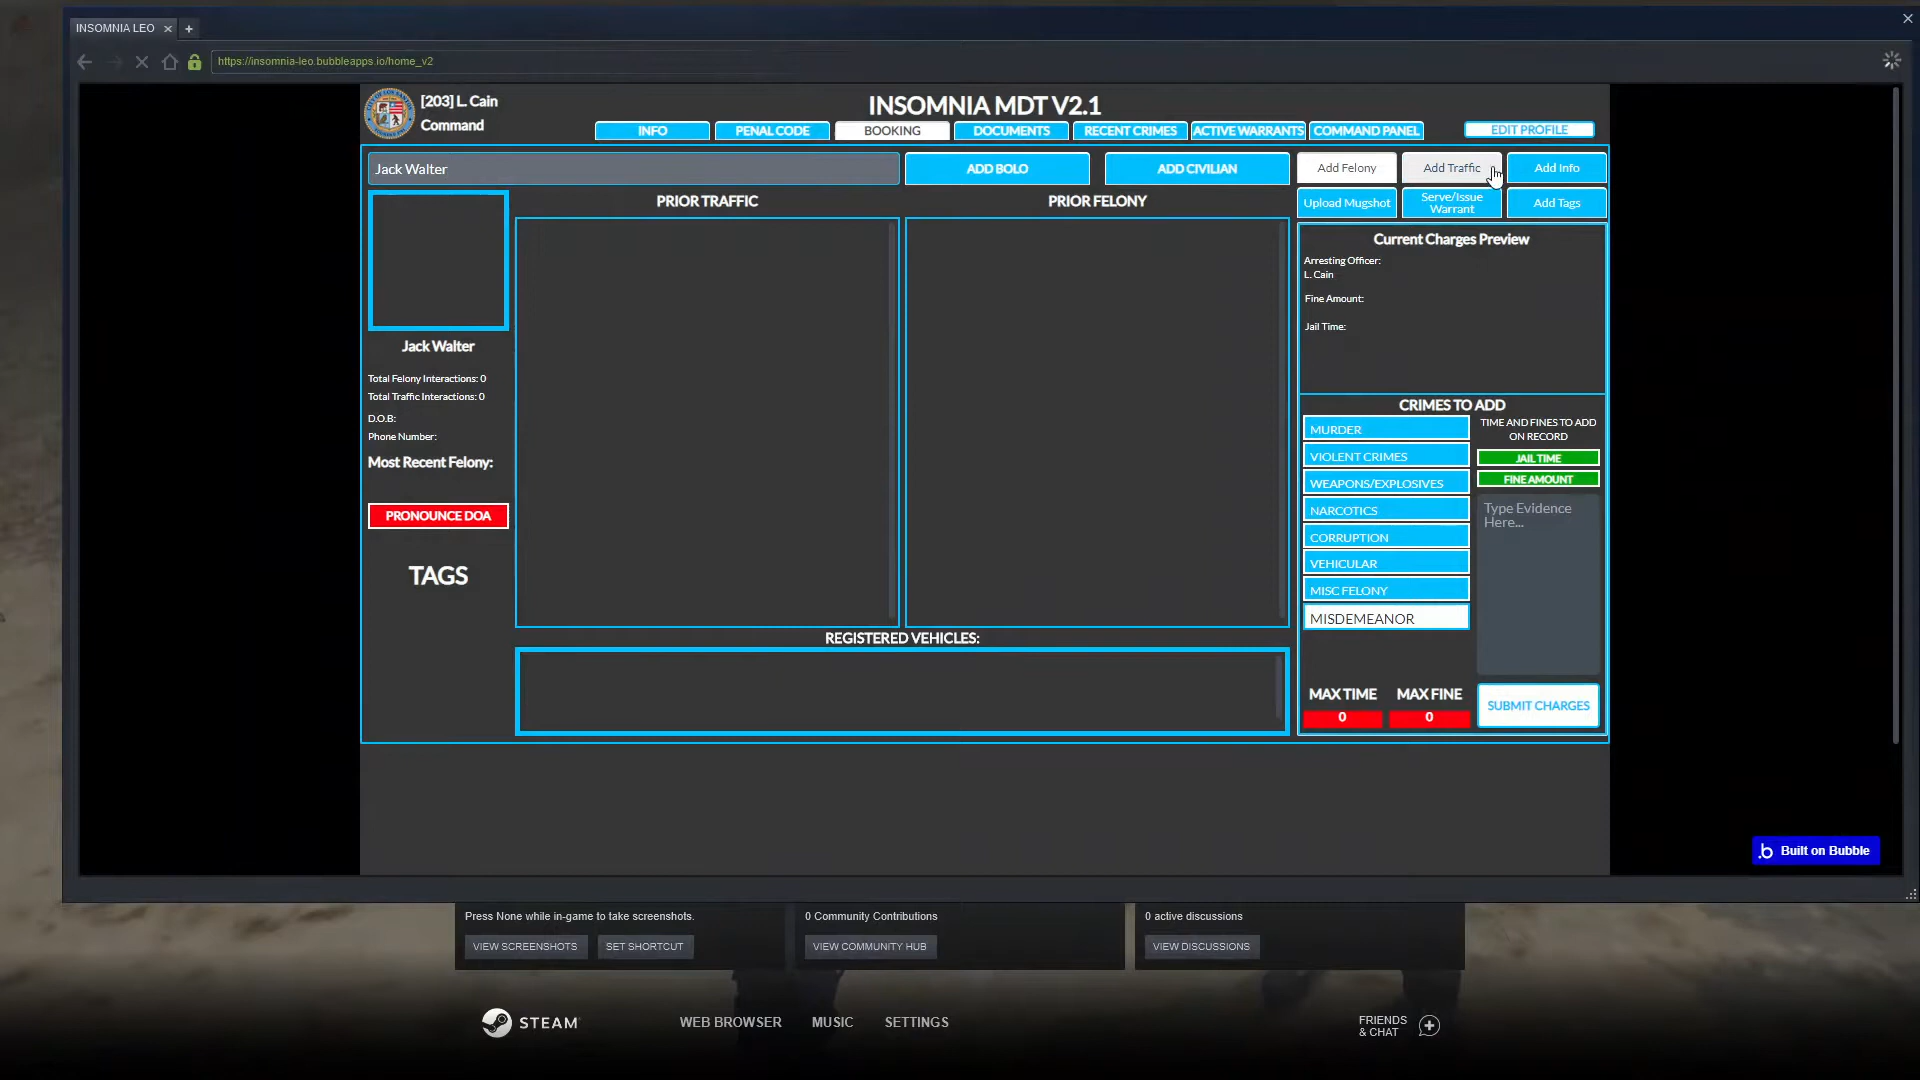 INSOMNIA LEO
https://insomnia-leo.bubbleapps.io/home_v2
[203] L. Cain
Command
INSOMNIA MDT V2.1
INFO
PENAL CODE
BOOKING
DOCUMENTS
RECENT CRIMES
ACTIVE WARRANTS
COMMAND PANEL
EDIT PROFILE
Jack Walter
ADD BOLO
ADD CIVILIAN
Add Felony
Add Traffic
Add Info
Upload Mugshot
Serve/Issue
Warrant
Add Tags
PRIOR TRAFFIC
PRIOR FELONY
Jack Walter
Total Felony Interactions: 0
Total Traffic Interactions: 0
D.O.B:
Phone Number:
Most Recent Felony:
PRONOUNCE DOA
TAGS
REGISTERED VEHICLES:
Current Charges Preview
Arresting Officer:
L. Cain
Fine Amount:
Jail Time:
CRIMES TO ADD
MURDER
VIOLENT CRIMES
WEAPONS/EXPLOSIVES
NARCOTICS
CORRUPTION
VEHICULAR
MISC FELONY
MISDEMEANOR
TIME AND FINES TO ADD
ON RECORD
JAIL TIME
FINE AMOUNT
Type Evidence
Here...
MAX TIME
0
MAX FINE
0
SUBMIT CHARGES
.b Built on Bubble
Press None while in-game to take screenshots.
VIEW SCREENSHOTS
SET SHORTCUT
0 Community Contributions
VIEW COMMUNITY HUB
0 active discussions
VIEW DISCUSSIONS
STEAM
WEB BROWSER
MUSIC
SETTINGS
FRIENDS
& CHAT